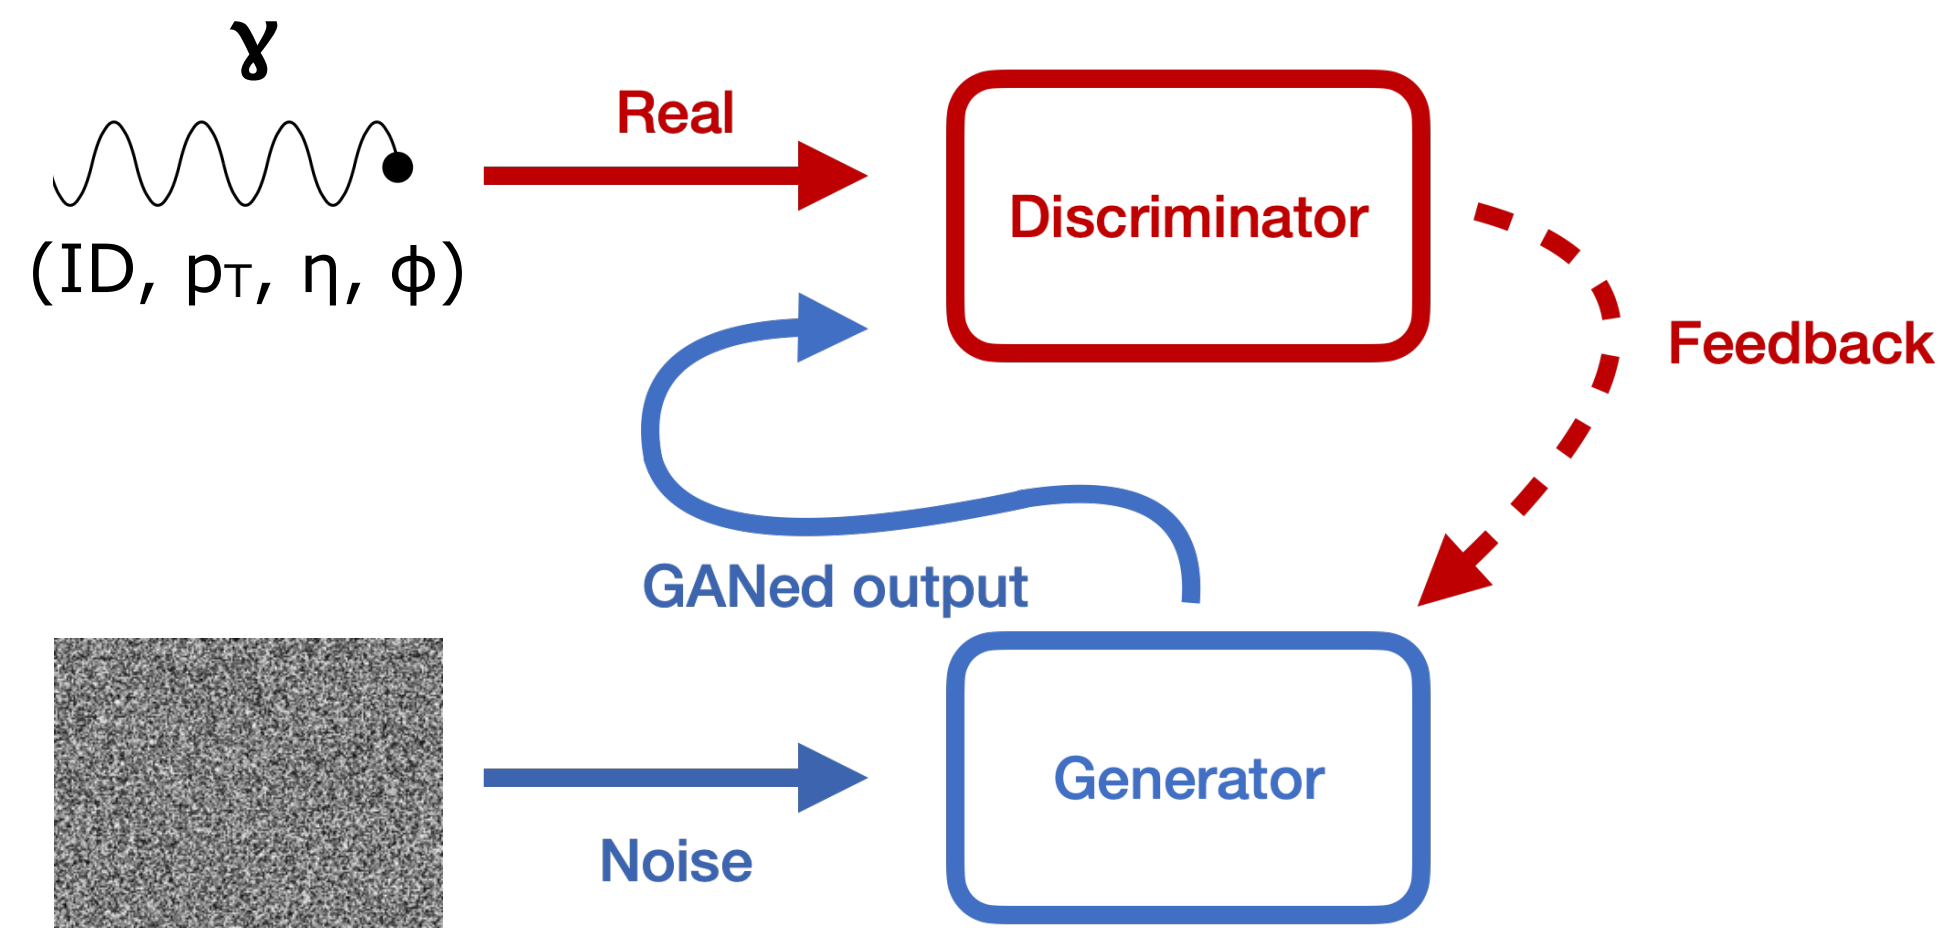 ɣ
Real
Discriminator
(ID, pT, η, ϕ)
Feedback
GANed output
Generator
Noise